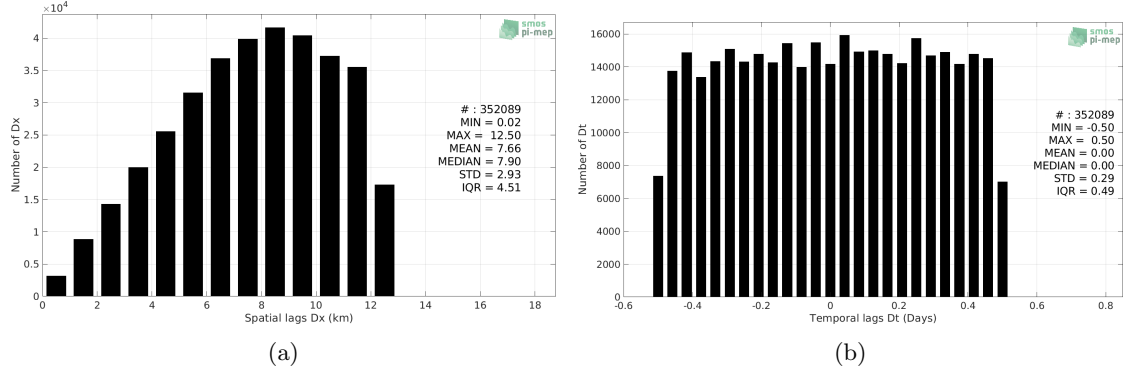 ×10⁴
4
3.5
3
2.5
2
1.5
1
0.5
0
0 2 4 6 8 10 12 14 16 18
Number of Dx
Spatial lags Dx (km)
smos
pi-mep
# : 352089
MIN = 0.02
MAX = 12.50
MEAN = 7.66
MEDIAN = 7.90
STD = 2.93
IQR = 4.51
(a)
16000
14000
12000
10000
8000
6000
4000
2000
0
-0.6 -0.4 -0.2 0 0.2 0.4 0.6 0.8
Number of Dt
Temporal lags Dt (Days)
smos
pi-mep
# : 352089
MIN = -0.50
MAX = 0.50
MEAN = 0.00
MEDIAN = 0.00
STD = 0.29
IQR = 0.49
(b)